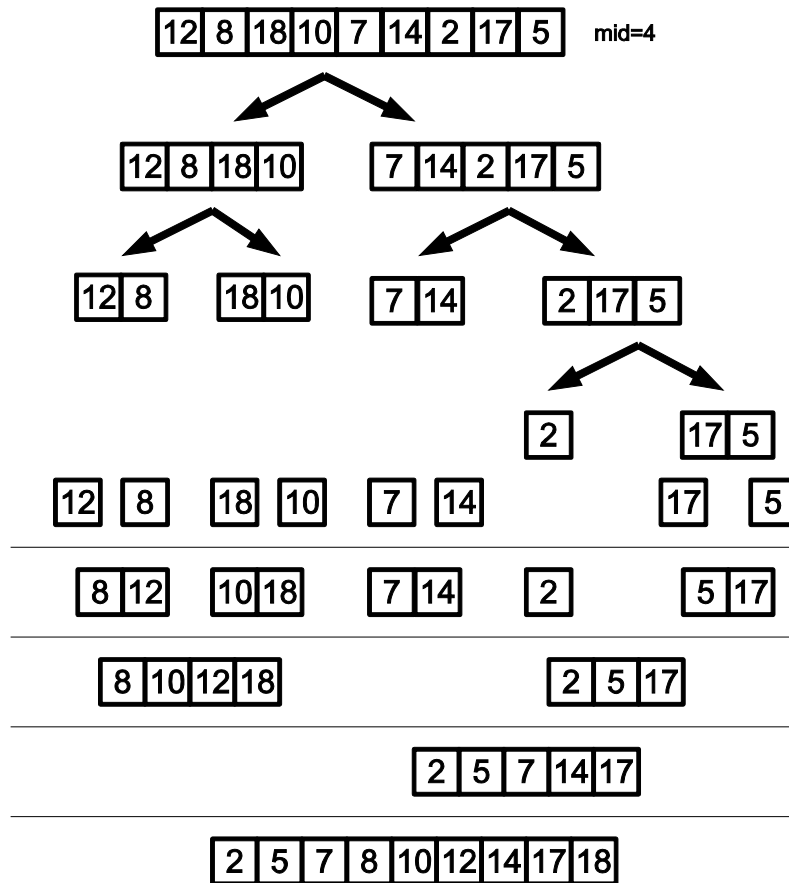 12 8 18 10 7 14 2 17 5 mid=4
12 8 18 10 7 14 2 17 5
12 8 18 10 7 14 2 17 5
2 17 5
12 8 18 10 7 14 17 5
8 12 10 18 7 14 2 5 17
8 10 12 18 2 5 17
2 5 7 14 17
2 5 7 8 10 12 14 17 18